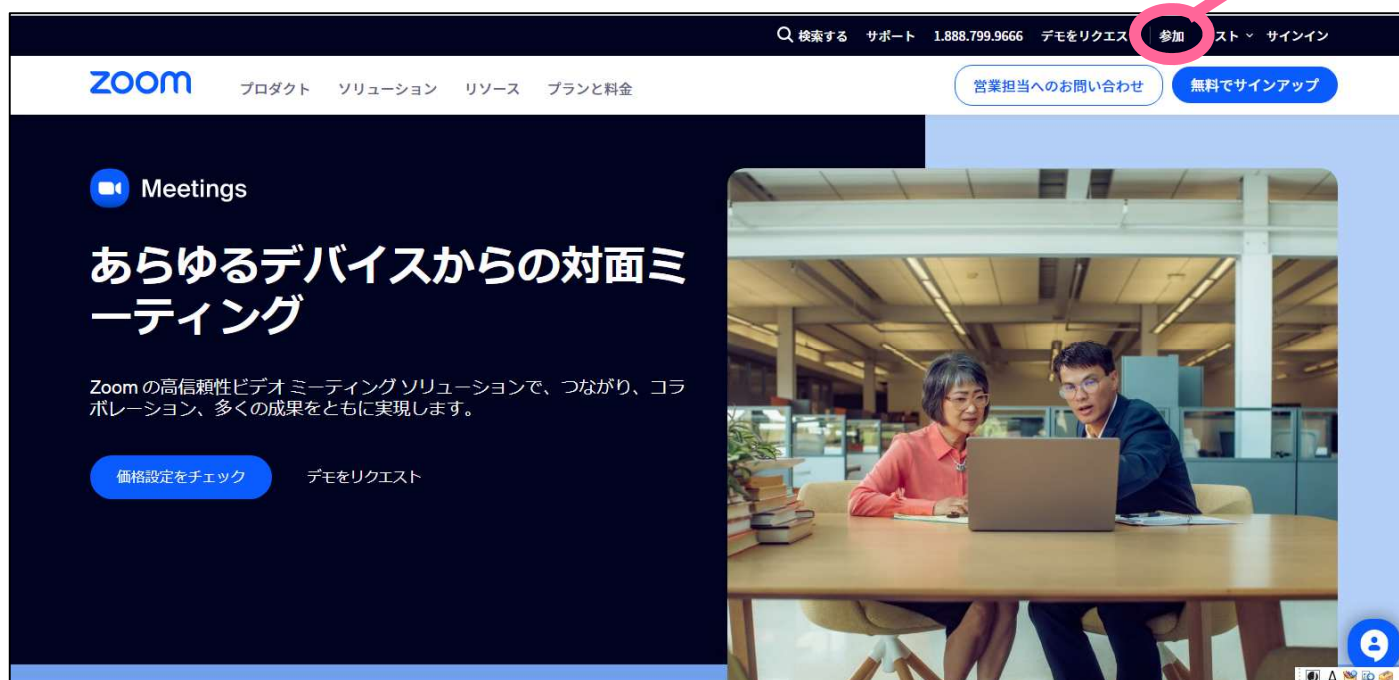 検索する サポート 1.888.799.9666 デモをリクエス 参加 スト サインイン
zoom プロダクト ソリューション リソース プランと料金 営業担当へのお問い合わせ 無料でサインアップ
Meetings
あらゆるデバイスからの対面ミ
ーティング
Zoom の高信頼性ビデオ ミーティング ソリューションで、つながり、コラ
ボレーション、多くの成果をともに実現します。
価格設定をチェック デモをリクエスト
A